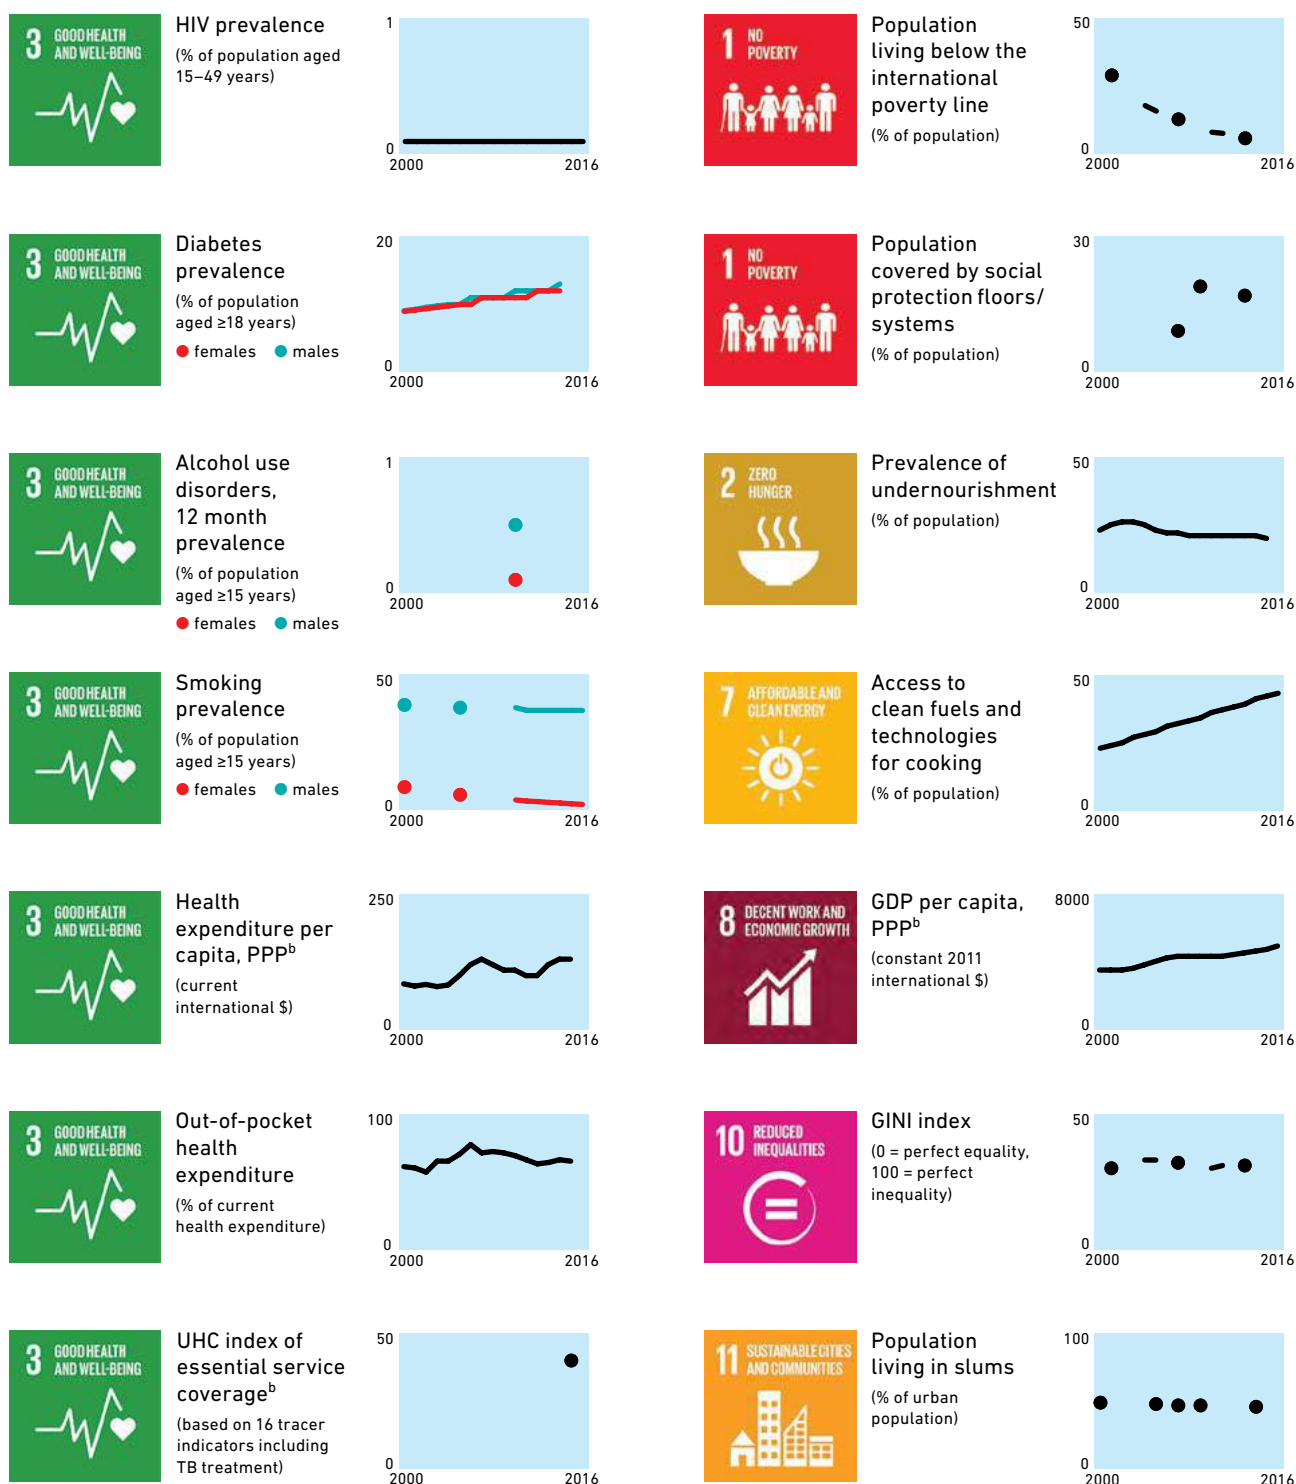 3 GOOD HEALTH
AND WELL-BEING
HIV prevalence
(% of population aged
15–49 years)
1
0
2000 2016
3 GOOD HEALTH
AND WELL-BEING
Diabetes
prevalence
(% of population
aged ≥18 years)
females males
20
0
2000 2016
3 GOOD HEALTH
AND WELL-BEING
Alcohol use
disorders,
12 month
prevalence
(% of population
aged ≥15 years)
females males
1
0
2000 2016
3 GOOD HEALTH
AND WELL-BEING
Smoking
prevalence
(% of population
aged ≥15 years)
females males
50
0
2000 2016
3 GOOD HEALTH
AND WELL-BEING
Health
expenditure per
capita, PPPᵇ
(current
international $)
250
0
2000 2016
3 GOOD HEALTH
AND WELL-BEING
Out-of-pocket
health
expenditure
(% of current
health expenditure)
100
0
2000 2016
3 GOOD HEALTH
AND WELL-BEING
UHC index of
essential service
coverageᵇ
(based on 16 tracer
indicators including
TB treatment)
50
0
2000 2016
1 NO
POVERTY
Population
living below the
international
poverty line
(% of population)
50
0
2000 2016
1 NO
POVERTY
Population
covered by social
protection floors/
systems
(% of population)
30
0
2000 2016
2 ZERO
HUNGER
Prevalence of
undernourishment
(% of population)
50
0
2000 2016
7 AFFORDABLE AND
CLEAN ENERGY
Access to
clean fuels and
technologies
for cooking
(% of population)
50
0
2000 2016
8 DECENT WORK AND
ECONOMIC GROWTH
GDP per capita,
PPPᵇ
(constant 2011
international $)
8000
0
2000 2016
10 REDUCED
INEQUALITIES
GINI index
(0 = perfect equality,
100 = perfect
inequality)
50
0
2000 2016
11 SUSTAINABLE CITIES
AND COMMUNITIES
Population
living in slums
(% of urban
population)
100
0
2000 2016